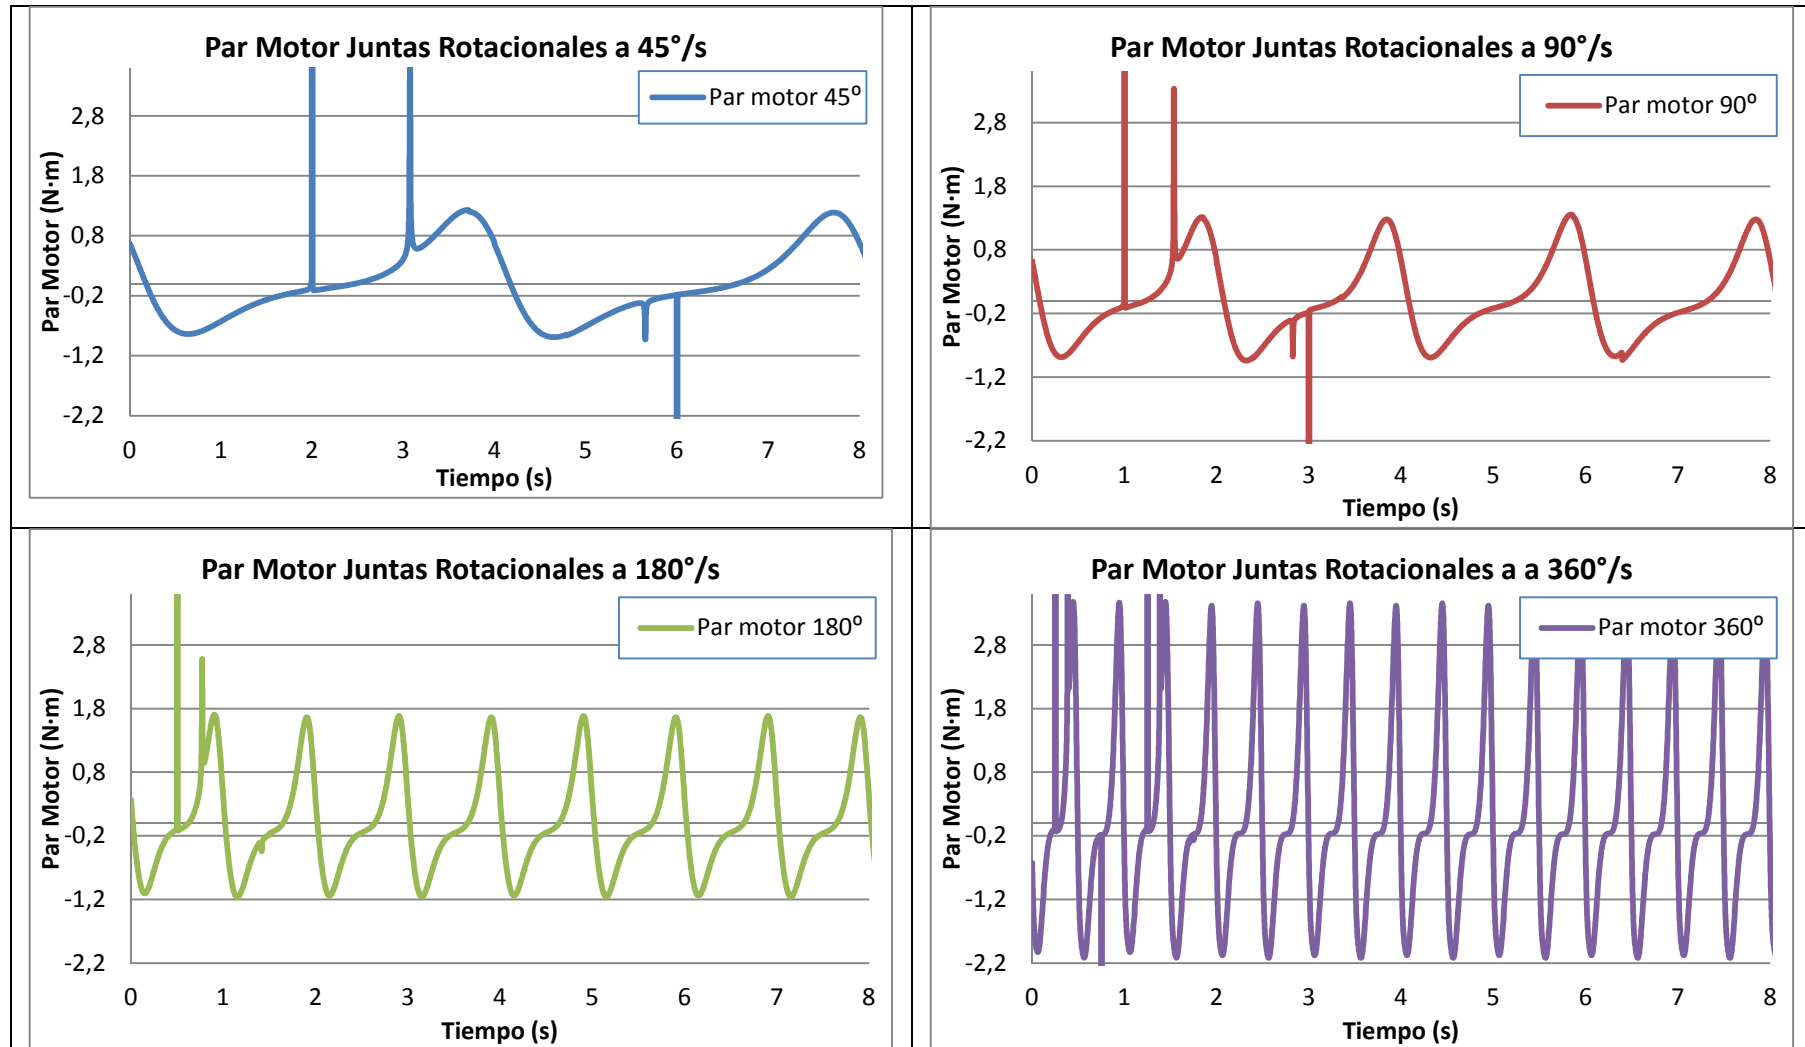 Par Motor Juntas Rotacionales a 45°/s
Par motor 45º
Par Motor (N·m)
2,8
1,8
0,8
-0,2
-1,2
-2,2
0 1 2 3 4 5 6 7 8
Tiempo (s)
Par Motor Juntas Rotacionales a 90°/s
Par motor 90º
Par Motor (N·m)
2,8
1,8
0,8
-0,2
-1,2
-2,2
0 1 2 3 4 5 6 7 8
Tiempo (s)
Par Motor Juntas Rotacionales a 180°/s
Par motor 180º
Par Motor (N·m)
2,8
1,8
0,8
-0,2
-1,2
-2,2
0 1 2 3 4 5 6 7 8
Tiempo (s)
Par Motor Juntas Rotacionales a a 360°/s
Par motor 360º
Par Motor (N·m)
2,8
1,8
0,8
-0,2
-1,2
-2,2
0 1 2 3 4 5 6 7 8
Tiempo (s)